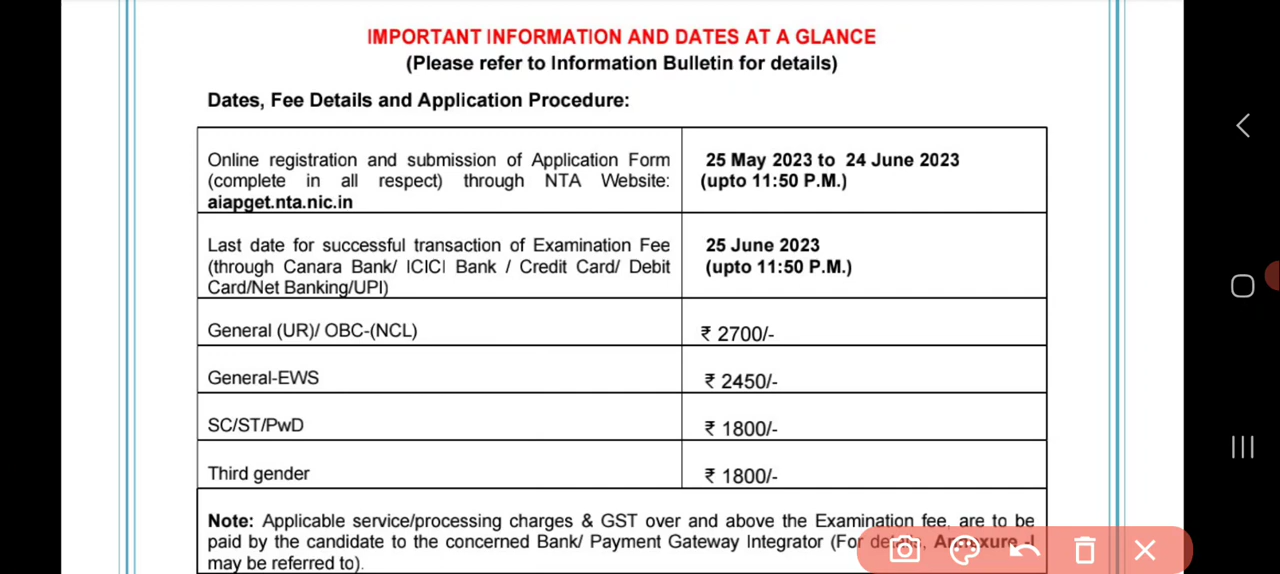 IMPORTANT INFORMATION AND DATES AT A GLANCE
(Please refer to Information Bulletin for details)
Dates, Fee Details and Application Procedure:
Online registration and submission of Application Form
(complete in all respect) through NTA Website:
aiapget.nta.nic.in
25 May 2023 to 24 June 2023
(upto 11:50 P.M.)
Last date for successful transaction of Examination Fee
(through Canara Bank/ ICICI Bank / Credit Card/ Debit
Card/Net Banking/UPI)
25 June 2023
(upto 11:50 P.M.)
General (UR)/ OBC-(NCL)
₹ 2700/-
General-EWS
₹ 2450/-
SC/ST/PwD
₹ 1800/-
Third gender
₹ 1800/-
Note: Applicable service/processing charges & GST over and above the Examination fee, are to be
paid by the candidate to the concerned Bank/ Payment Gateway Integrator (For details, Annexure -I
may be referred to).